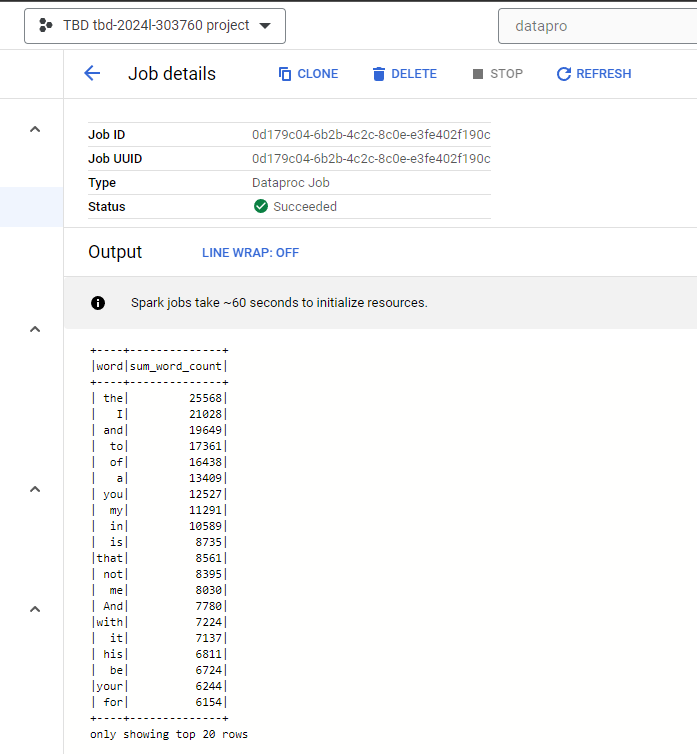 TBD tbd-2024l-303760 project
datapro
Job details
CLONE
DELETE
STOP
REFRESH
Job ID 0d179c04-6b2b-4c2c-8c0e-e3fe402f190c
Job UUID 0d179c04-6b2b-4c2c-8c0e-e3fe402f190c
Type Dataproc Job
Status Succeeded
Output
LINE WRAP: OFF
Spark jobs take ~60 seconds to initialize resources.
+----+--------------+
|word|sum_word_count|
+----+--------------+
| the|         25568|
|   I|         21028|
| and|         19649|
|  to|         17361|
|  of|         16438|
|   a|         13409|
| you|         12527|
|  my|         11291|
|  in|         10589|
|  is|          8735|
|that|          8561|
| not|          8395|
|  me|          8030|
| And|          7780|
|with|          7224|
|  it|          7137|
| his|          6811|
|  be|          6724|
|your|          6244|
| for|          6154|
+----+--------------+
only showing top 20 rows